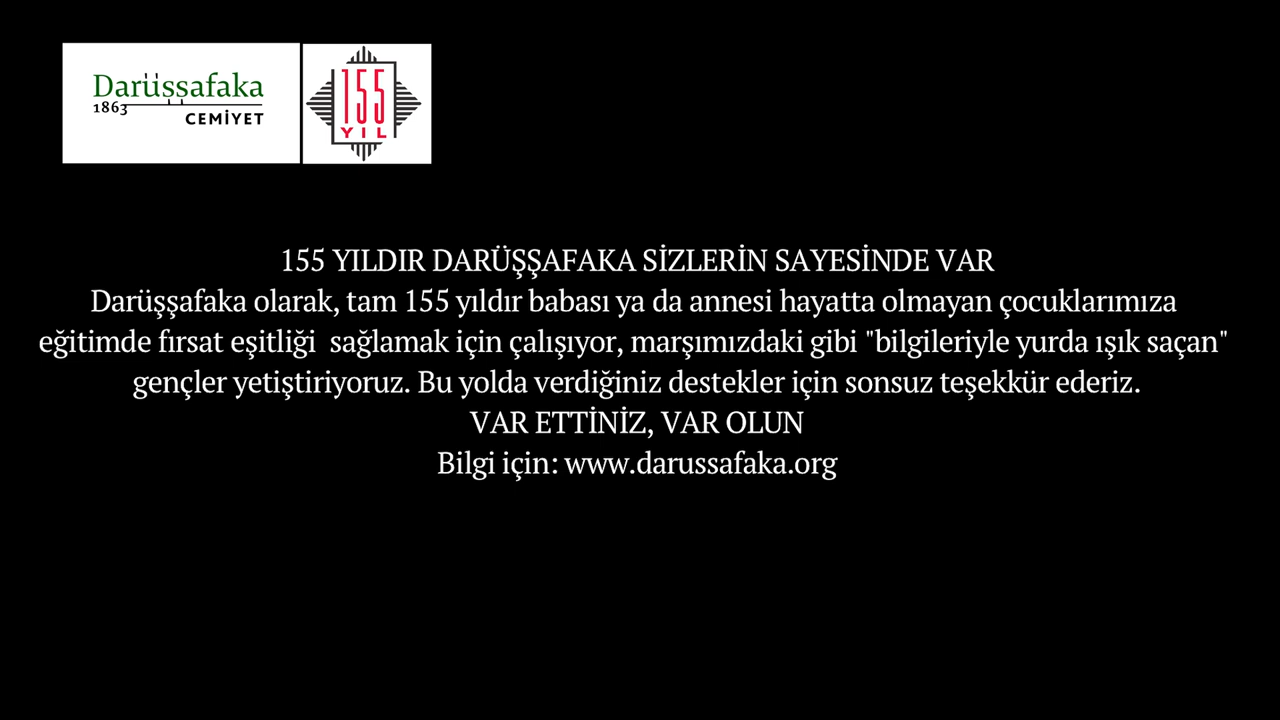 Darüşşafaka
1863
CEMİYET
155
YIL
155 YILDIR DARÜŞŞAFAKA SİZLERİN SAYESİNDE VAR
Darüşşafaka olarak, tam 155 yıldır babası ya da annesi hayatta olmayan çocuklarımıza
eğitimde fırsat eşitliği  sağlamak için çalışıyor, marşımızdaki gibi "bilgileriyle yurda ışık saçan"
gençler yetiştiriyoruz. Bu yolda verdiğiniz destekler için sonsuz teşekkür ederiz.
VAR ETTİNİZ, VAR OLUN
Bilgi için: www.darussafaka.org